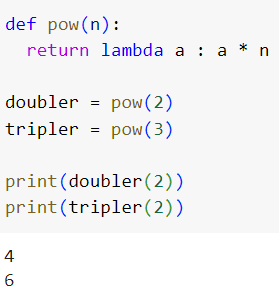 def pow(n):
  return lambda a : a * n
doubler = pow(2)
tripler = pow(3)
print(doubler(2))
print(tripler(2))
4
6